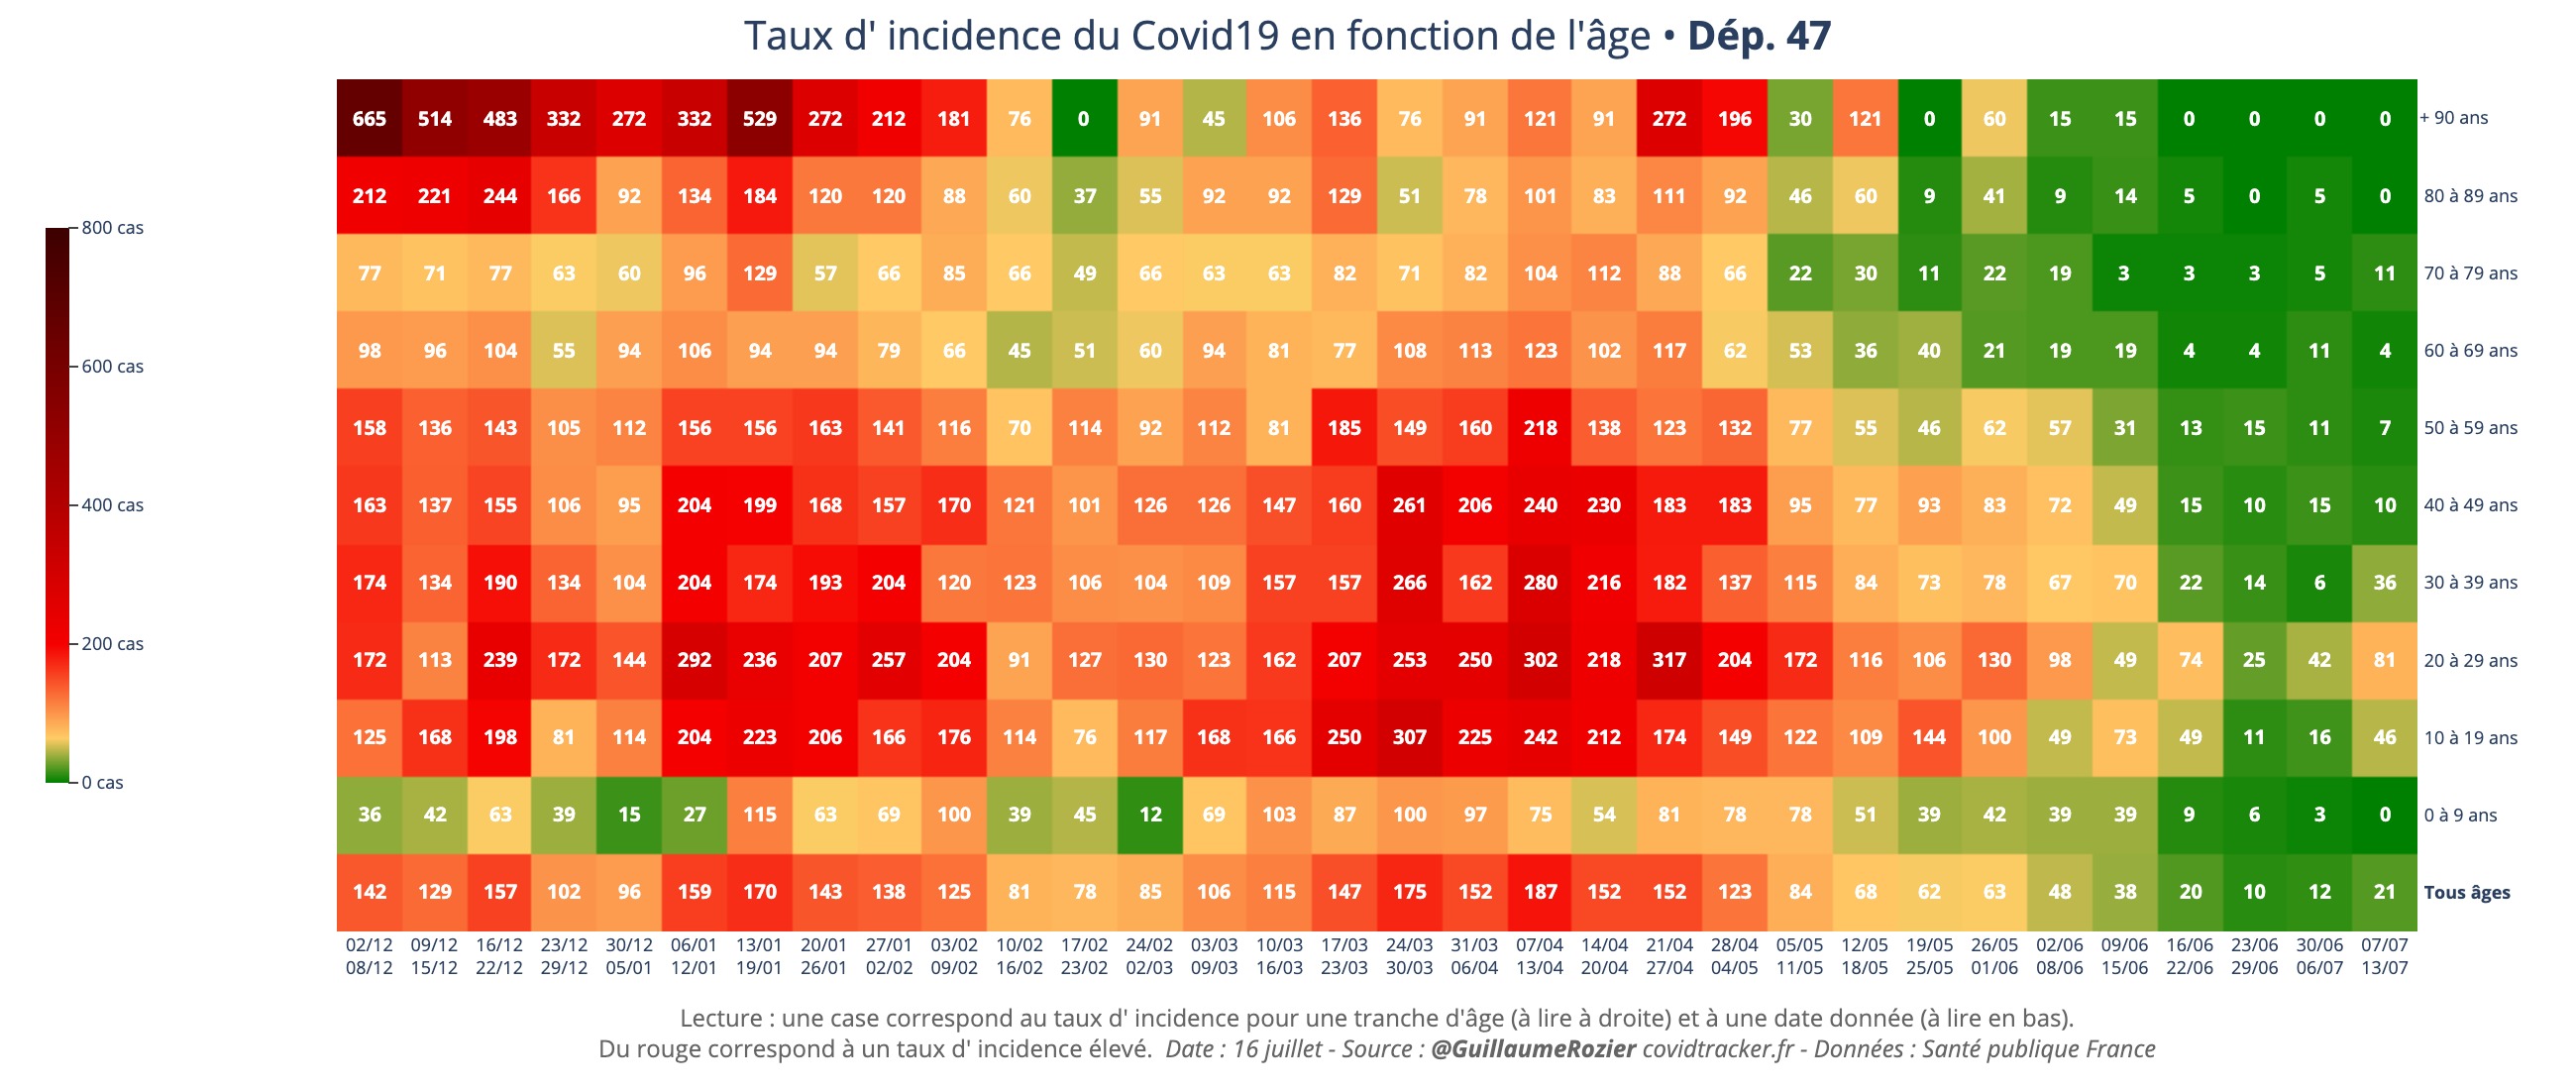 Taux d' incidence du Covid19 en fonction de l'âge • Dép. 47
800 cas
600 cas
400 cas
200 cas
0 cas
665 514 483 332 272 332 529 272 212 181 76 0 91 45 106 136 76 91 121 91 272 196 30 121 0 60 15 15 0 0 0 0 + 90 ans
212 221 244 166 92 134 184 120 120 88 60 37 55 92 92 129 51 78 101 83 111 92 46 60 9 41 9 14 5 0 5 0 80 à 89 ans
77 71 77 63 60 96 129 57 66 85 66 49 66 63 63 82 71 82 104 112 88 66 22 30 11 22 19 3 3 3 5 11 70 à 79 ans
98 96 104 55 94 106 94 94 79 66 45 51 60 94 81 77 108 113 123 102 117 62 53 36 40 21 19 19 4 4 11 4 60 à 69 ans
158 136 143 105 112 156 156 163 141 116 70 114 92 112 81 185 149 160 218 138 123 132 77 55 46 62 57 31 13 15 11 7 50 à 59 ans
163 137 155 106 95 204 199 168 157 170 121 101 126 126 147 160 261 206 240 230 183 183 95 77 93 83 72 49 15 10 15 10 40 à 49 ans
174 134 190 134 104 204 174 193 204 120 123 106 104 109 157 157 266 162 280 216 182 137 115 84 73 78 67 70 22 14 6 36 30 à 39 ans
172 113 239 172 144 292 236 207 257 204 91 127 130 123 162 207 253 250 302 218 317 204 172 116 106 130 98 49 74 25 42 81 20 à 29 ans
125 168 198 81 114 204 223 206 166 176 114 76 117 168 166 250 307 225 242 212 174 149 122 109 144 100 49 73 49 11 16 46 10 à 19 ans
36 42 63 39 15 27 115 63 69 100 39 45 12 69 103 87 100 97 75 54 81 78 78 51 39 42 39 39 9 6 3 0 0 à 9 ans
142 129 157 102 96 159 170 143 138 125 81 78 85 106 115 147 175 152 187 152 152 123 84 68 62 63 48 38 20 10 12 21 Tous âges
02/12 09/12 16/12 23/12 30/12 06/01 13/01 20/01 27/01 03/02 10/02 17/02 24/02 03/03 10/03 17/03 24/03 31/03 07/04 14/04 21/04 28/04 05/05 12/05 19/05 26/05 02/06 09/06 16/06 23/06 30/06 07/07
08/12 15/12 22/12 29/12 05/01 12/01 19/01 26/01 02/02 09/02 16/02 23/02 02/03 09/03 16/03 23/03 30/03 06/04 13/04 20/04 27/04 04/05 11/05 18/05 25/05 01/06 08/06 15/06 22/06 29/06 06/07 13/07
Lecture : une case correspond au taux d' incidence pour une tranche d'âge (à lire à droite) et à une date donnée (à lire en bas).
Du rouge correspond à un taux d' incidence élevé. Date : 16 juillet - Source : @GuillaumeRozier covidtracker.fr - Données : Santé publique France